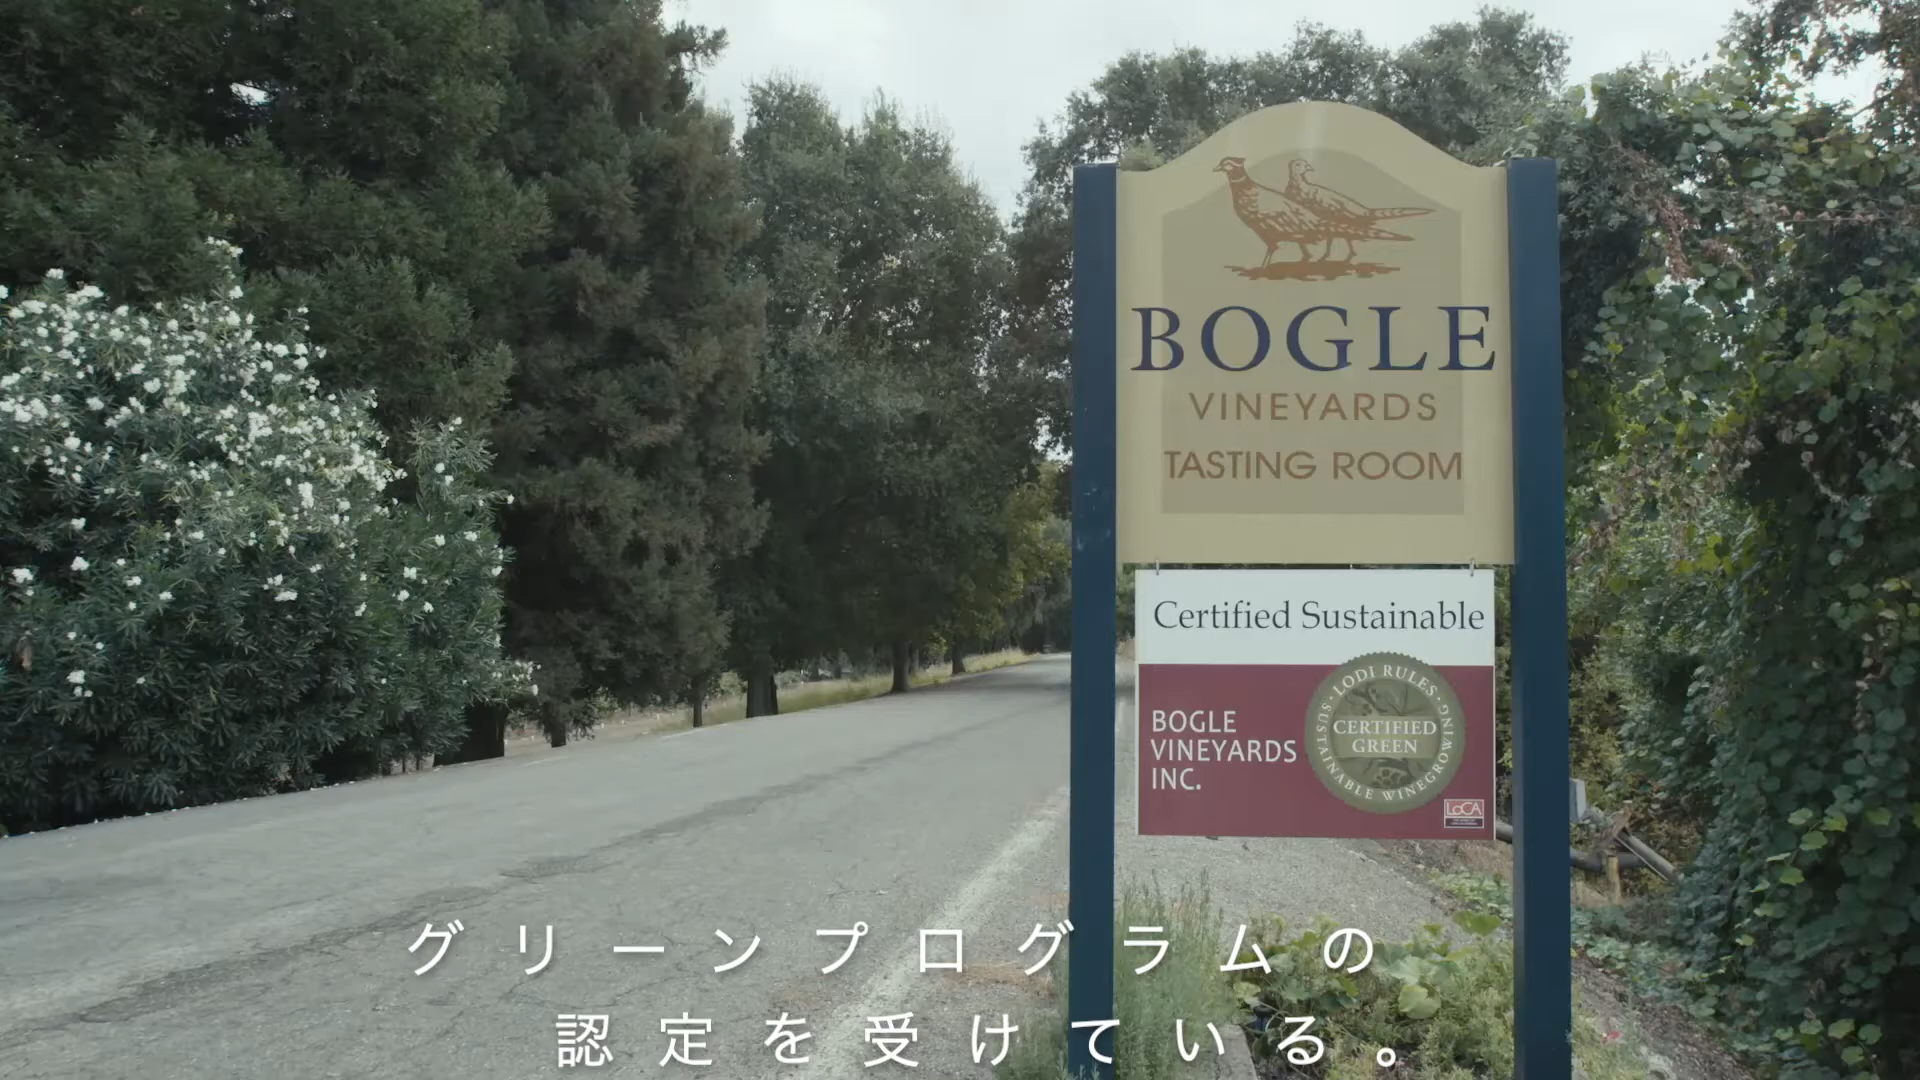 BOGLE
VINEYARDS
TASTING ROOM
Certified Sustainable
BOGLE
VINEYARDS
INC.
· LODI RULES ·
CERTIFIED
GREEN
SUSTAINABLE WINEGROWING
LoCA
グリーンプログラムの
認定を受けている。